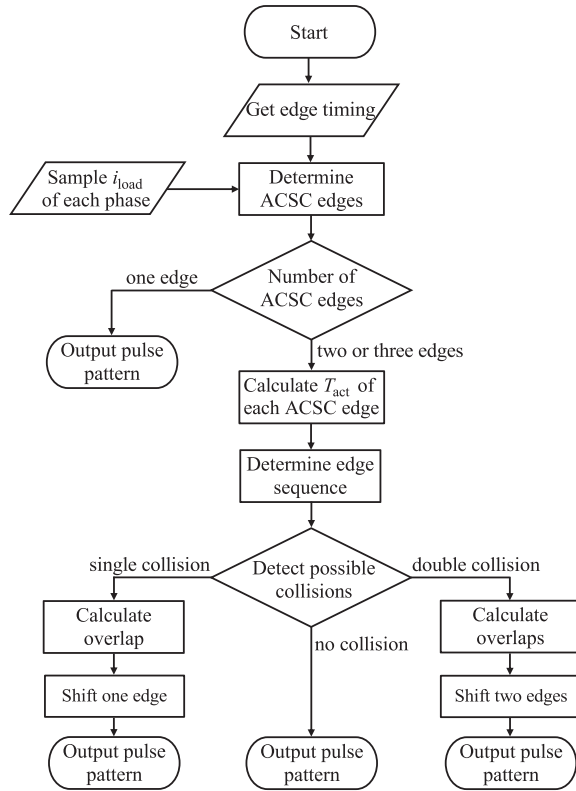 Start
Get edge timing
Sample iload
of each phase
Determine
ACSC edges
Number of
ACSC edges
one edge
Output pulse
pattern
two or three edges
Calculate Tact of
each ACSC edge
Determine edge
sequence
Detect possible
collisions
single collision
double collision
no collision
Calculate
overlap
Calculate
overlaps
Shift one edge
Shift two edges
Output pulse
pattern
Output pulse
pattern
Output pulse
pattern